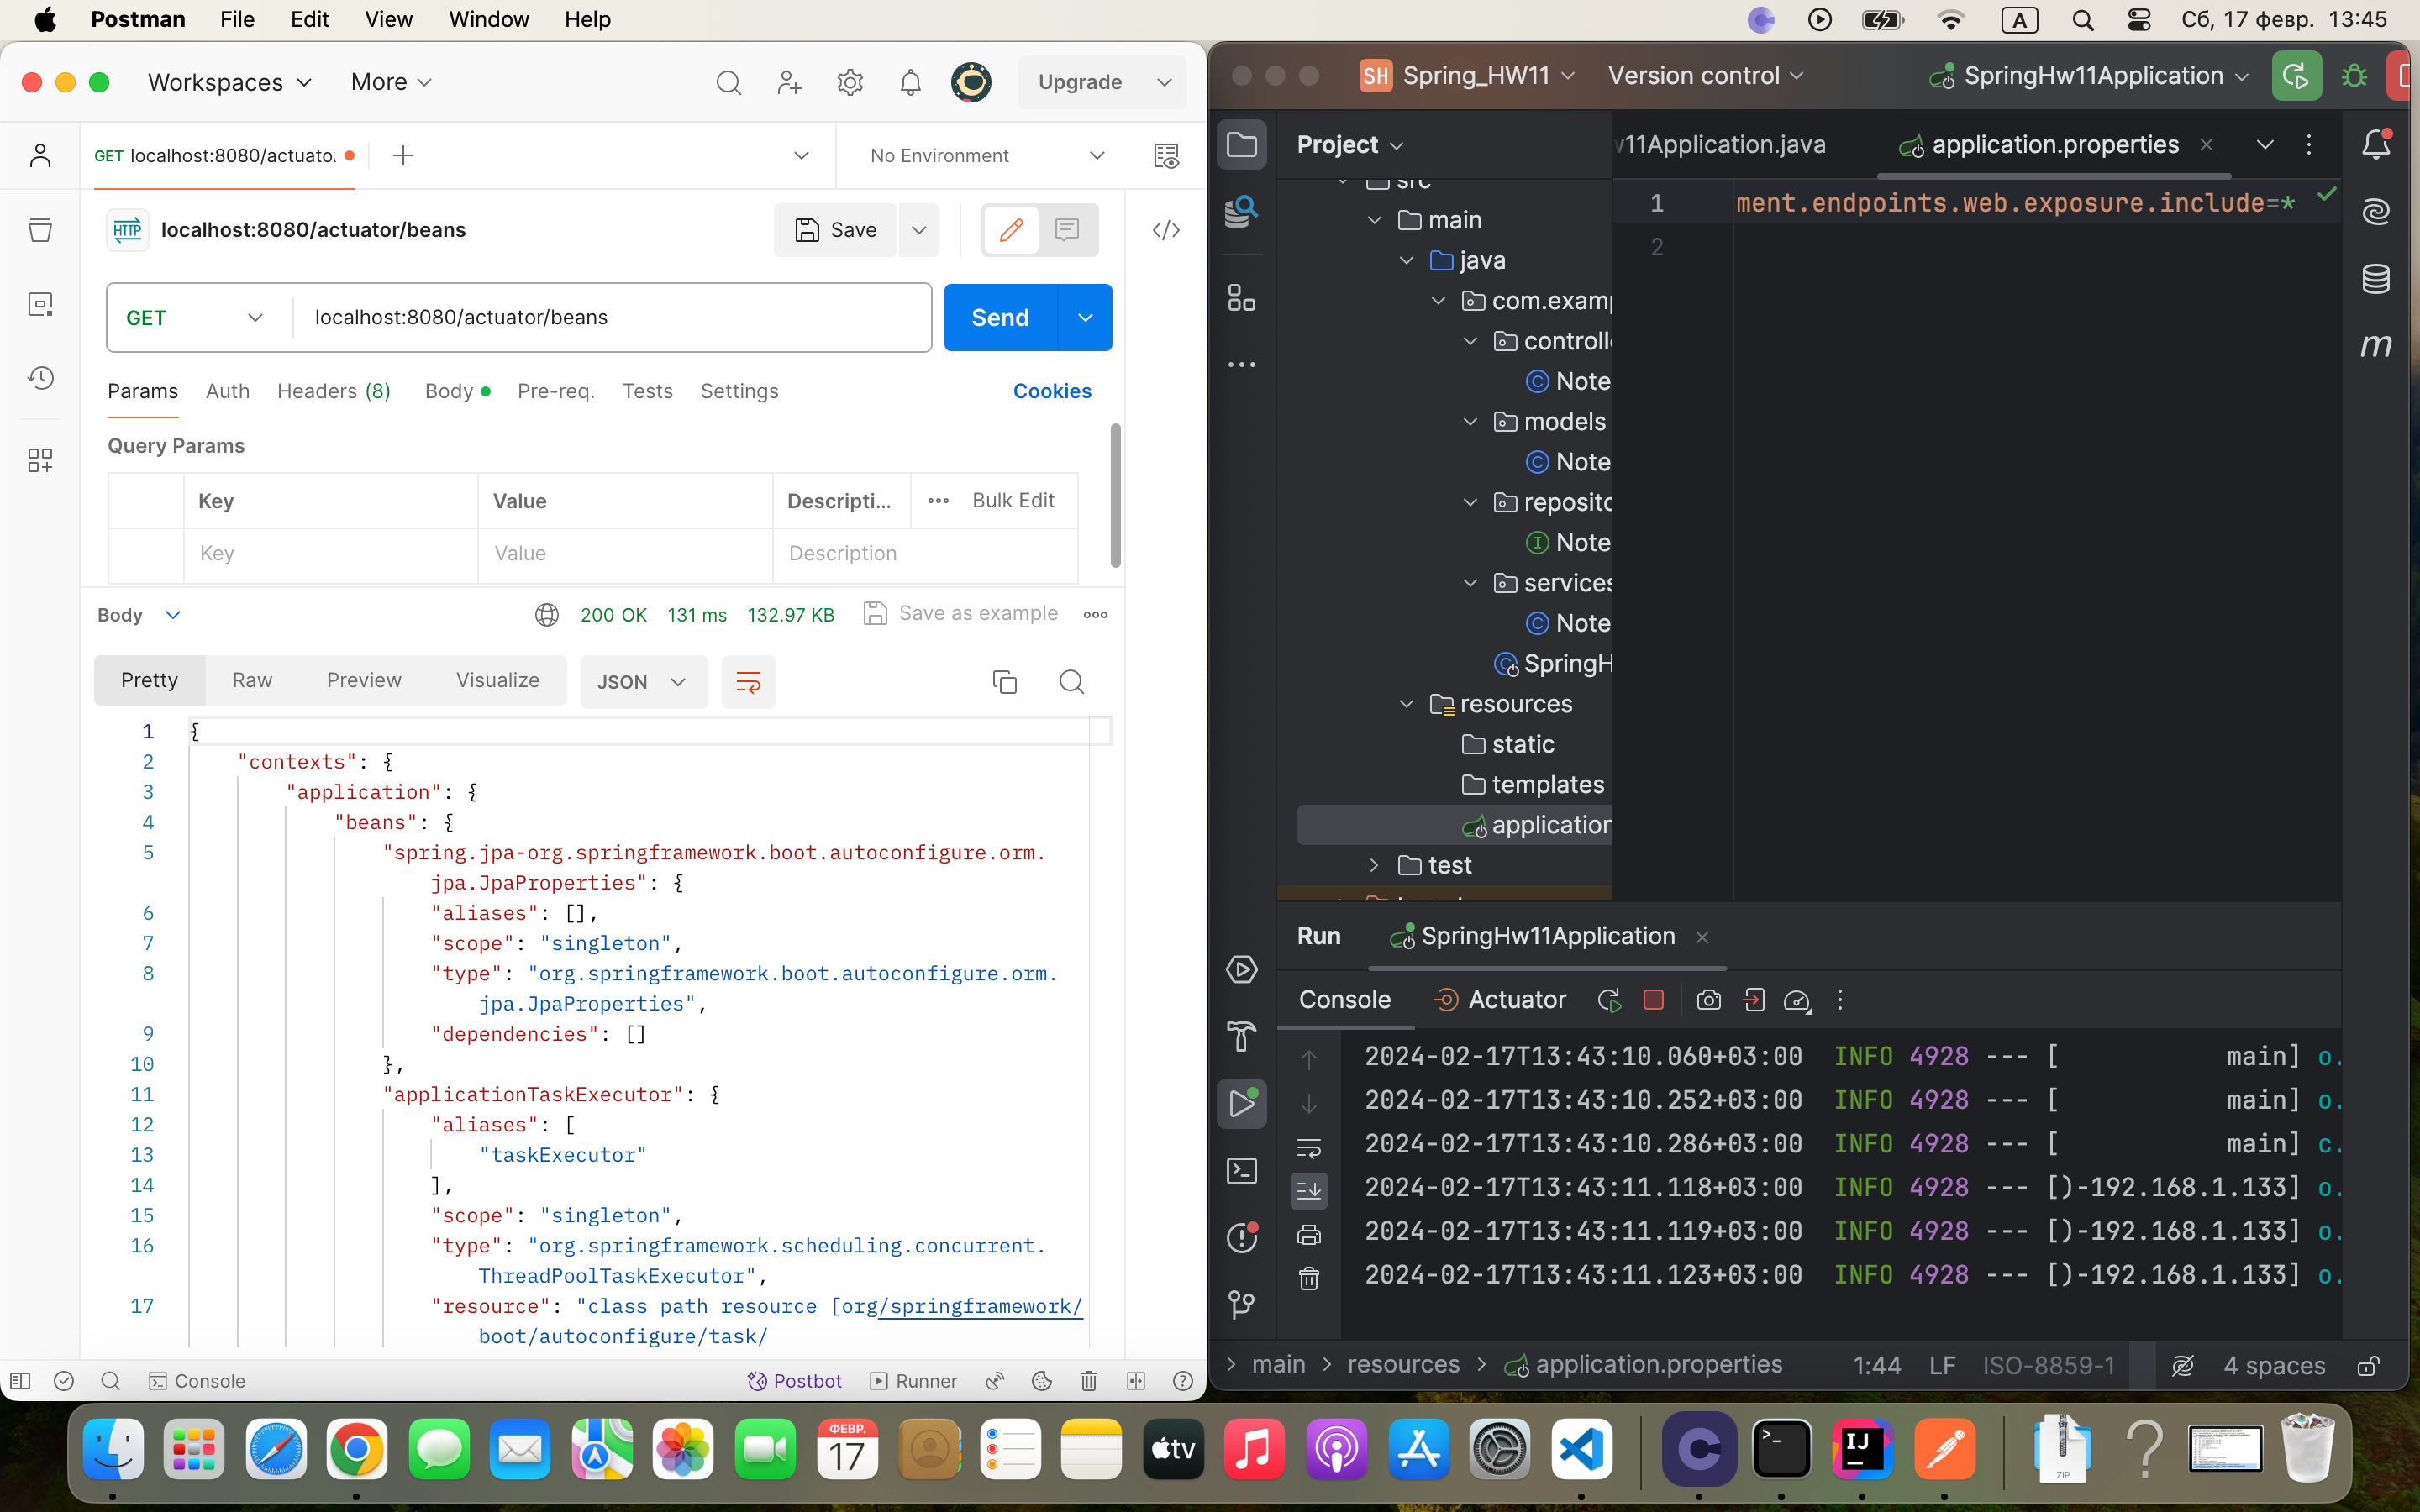 Postman File Edit View Window Help
A Сб, 17 февр. 13:45
Workspaces More Upgrade
GET localhost:8080/actuato.
No Environment
HTTP localhost:8080/actuator/beans Save
GET localhost:8080/actuator/beans Send
Params Auth Headers (8) Body Pre-req. Tests Settings Cookies
Query Params
Key Value Descripti... Bulk Edit
Key Value Description
Body 200 OK 131 ms 132.97 KB Save as example
Pretty Raw Preview Visualize JSON
1 {
2 "contexts": {
3 "application": {
4 "beans": {
5 "spring.jpa-org.springframework.boot.autoconfigure.orm.
jpa.JpaProperties": {
6 "aliases": [],
7 "scope": "singleton",
8 "type": "org.springframework.boot.autoconfigure.orm.
jpa.JpaProperties",
9 "dependencies": []
10 },
11 "applicationTaskExecutor": {
12 "aliases": [
13 "taskExecutor"
14 ],
15 "scope": "singleton",
16 "type": "org.springframework.scheduling.concurrent.
ThreadPoolTaskExecutor",
17 "resource": "class path resource [org/springframework/
boot/autoconfigure/task/
Console Postbot Runner
SH Spring_HW11 Version control SpringHw11Application
Project
w11Application.java application.properties
src
main
java
com.examp
controlle
Note
models
Note
reposito
Note
services
Note
SpringH
resources
static
templates
application
test
1 ment.endpoints.web.exposure.include=*
2
m
Run SpringHw11Application
Console Actuator
2024-02-17T13:43:10.060+03:00 INFO 4928 --- [ main] o.
2024-02-17T13:43:10.252+03:00 INFO 4928 --- [ main] o.
2024-02-17T13:43:10.286+03:00 INFO 4928 --- [ main] c.
2024-02-17T13:43:11.118+03:00 INFO 4928 --- [)-192.168.1.133] o.
2024-02-17T13:43:11.119+03:00 INFO 4928 --- [)-192.168.1.133] o.
2024-02-17T13:43:11.123+03:00 INFO 4928 --- [)-192.168.1.133] o.
main > resources > application.properties 1:44 LF ISO-8859-1 4 spaces
ФЕВР.
17
tv
IJ
ZIP